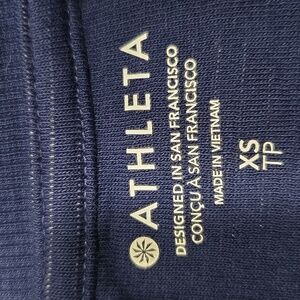 ATHLETA
DESIGNED IN SAN FRANCISCO
CONÇU À SAN FRANCISCO
MADE IN VIETNAM
XS
TP